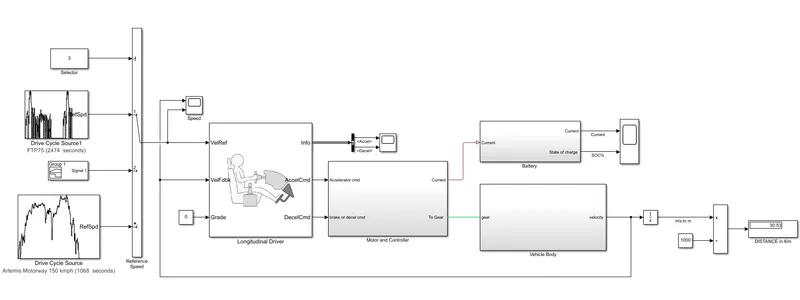 3
Selector
RefSpd
Drive Cycle Source1
FTP75 (2474 seconds)
Group 1
Signal 1
RefSpd
Drive Cycle Source
Artemis Motorway 150 kmph (1068 seconds)
1
2
Reference
Speed
Speed
VelRef
VelFdbk
Grade
Info
AccelCmd
DecelCmd
Longitudinal Driver
0
<Accel>
<Decel>
Accelerator cmd
brake or decel cmd
Current
To Gear
Motor and Controller
Current
Current
State of charge
Battery
Current
SOC%
gear
velocity
Vehicle Body
1
s
m/s to m
1000
x
÷
30.53
DISTANCE in Km